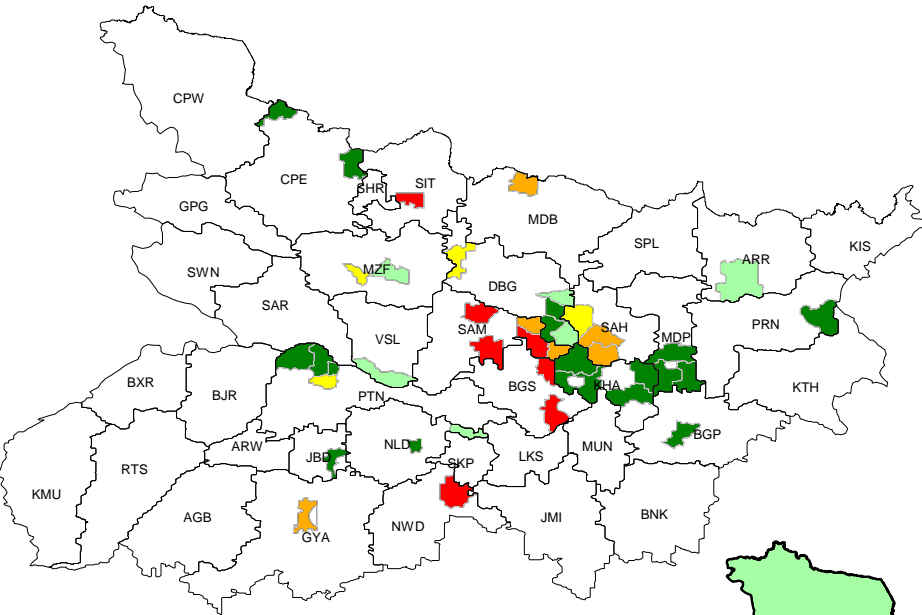 CPW
CPE
SHR
SIT
GPG
MDB
SPL
KIS
ARR
SWN
MZF
DBG
SAR
SAM
SAH
PRN
VSL
MDP
BXR
BJR
PTN
BGS
KHA
KTH
ARW
JBD
NLD
SKP
LKS
MUN
BGP
RTS
KMU
AGB
GYA
NWD
JMI
BNK